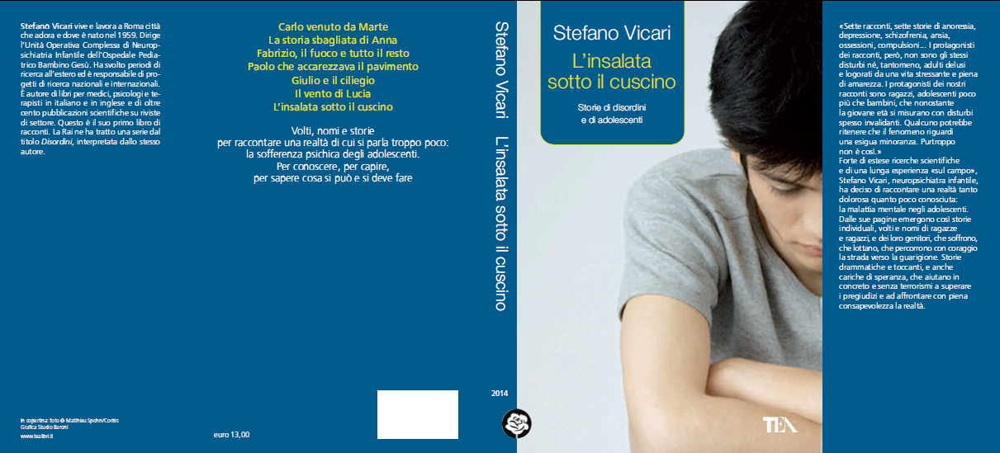 Stefano Vicari vive e lavora a Roma città
che adora e dove è nato nel 1959. Dirige
l'Unità Operativa Complessa di Neurop-
sichiatria Infantile dell'Ospedale Pedia-
trico Bambino Gesù. Ha svolto periodi di
ricerca all'estero ed è responsabile di pro-
getti di ricerca nazionali e internazionali.
È autore di libri per medici, psicologi e te-
rapisti in italiano e in inglese e di oltre
cento pubblicazioni scientifiche su riviste
di settore. Questo è il suo primo libro di
racconti. La Rai ne ha tratto una serie dal
titolo Disordini, interpretata dallo stesso
autore.
In copertina: foto © Matthieu Spohn/Corbis
Grafica Studio Baroni
www.tealibri.it
Carlo venuto da Marte
La storia sbagliata di Anna
Fabrizio, il fuoco e tutto il resto
Paolo che accarezzava il pavimento
Giulio e il ciliegio
Il vento di Lucia
L'insalata sotto il cuscino
Volti, nomi e storie
per raccontare una realtà di cui si parla troppo poco:
la sofferenza psichica degli adolescenti.
Per conoscere, per capire,
per sapere cosa si può e si deve fare
euro 13,00
Stefano Vicari L'insalata sotto il cuscino
2014
Stefano Vicari
L'insalata
sotto il cuscino
Storie di disordini
e di adolescenti
TEA
«Sette racconti, sette storie di anoressia,
depressione, schizofrenia, ansia,
ossessioni, compulsioni... I protagonisti
dei racconti, però, non sono gli stessi
disturbi né, tantomeno, adulti delusi
e logorati da una vita stressante e piena
di amarezza. I protagonisti dei nostri
racconti sono ragazzi, adolescenti poco
più che bambini, che nonostante
la giovane età si misurano con disturbi
spesso invalidanti. Qualcuno potrebbe
ritenere che il fenomeno riguardi
una esigua minoranza. Purtroppo
non è così.»
Forte di estese ricerche scientifiche
e di una lunga esperienza «sul campo»,
Stefano Vicari, neuropsichiatra infantile,
ha deciso di raccontare una realtà tanto
dolorosa quanto poco conosciuta:
la malattia mentale negli adolescenti.
Dalle sue pagine emergono così storie
individuali, volti e nomi di ragazze
e ragazzi, e dei loro genitori, che soffrono,
che lottano, che percorrono con coraggio
la strada verso la guarigione. Storie
drammatiche e toccanti, e anche
cariche di speranza, che aiutano in
concreto e senza terrorismi a superare
i pregiudizi e ad affrontare con piena
consapevolezza la realtà.